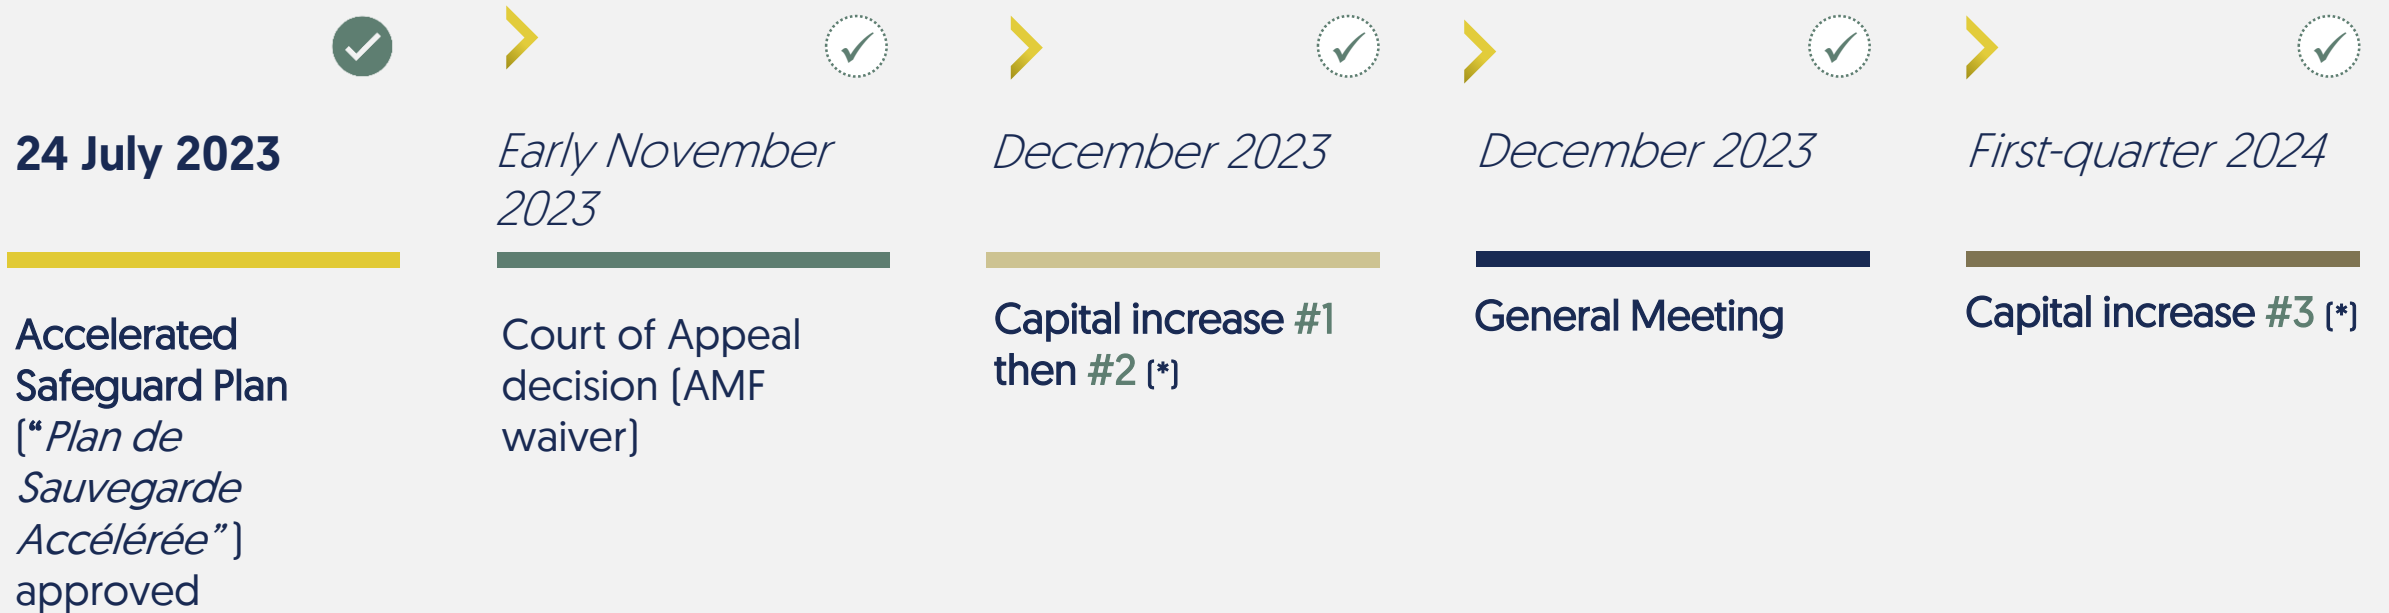 24 July 2023
Accelerated
Safeguard Plan
(“Plan de
Sauvegarde
Accélérée”)
approved
Early November
2023
Court of Appeal
decision (AMF
waiver)
December 2023
Capital increase #1
then #2 (*)
December 2023
General Meeting
First-quarter 2024
Capital increase #3 (*)